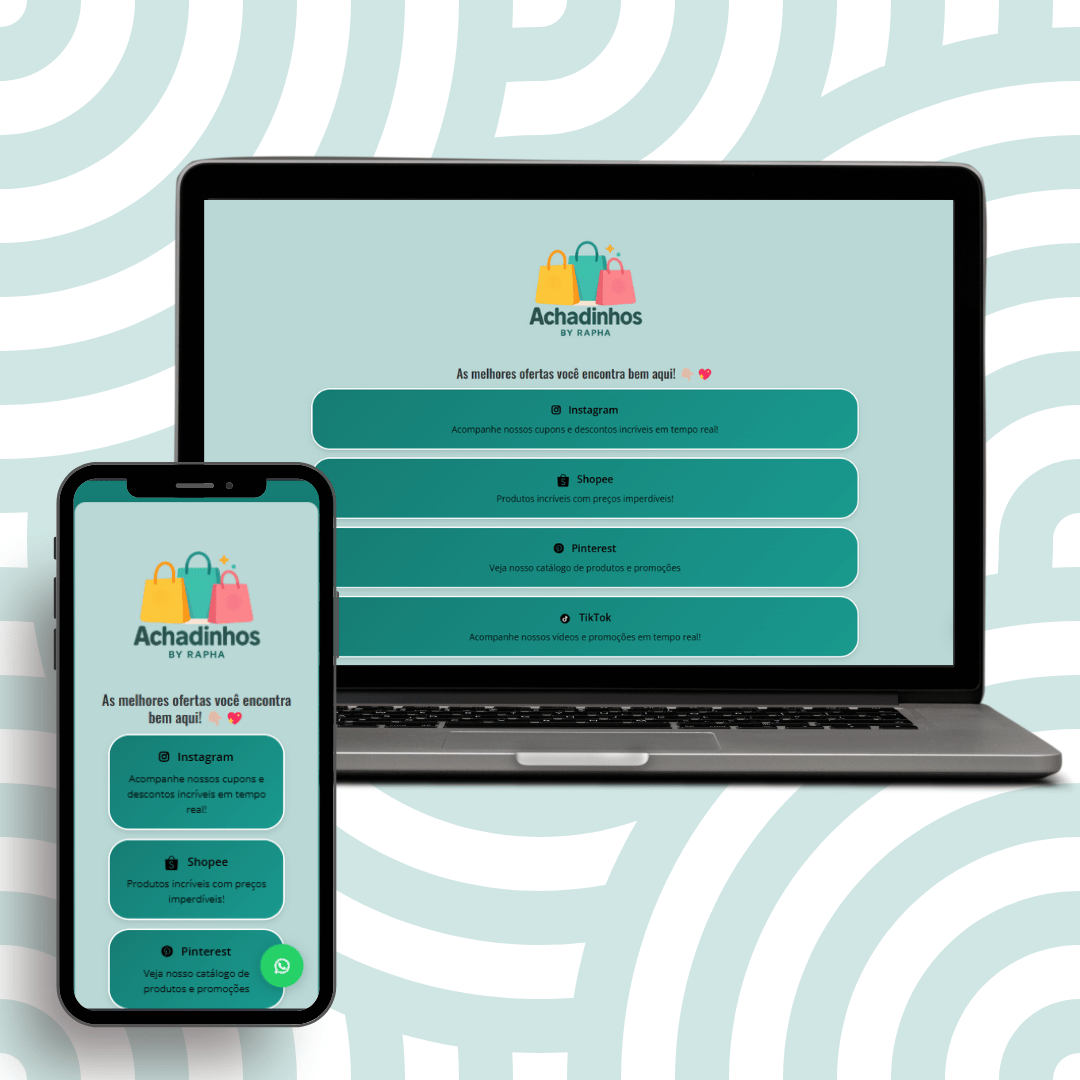 Achadinhos
BY RAPHA
As melhores ofertas você encontra bem aqui!
Instagram
Acompanhe nossos cupons e descontos incríveis em tempo real!
Shopee
Produtos incríveis com preços imperdíveis!
Pinterest
Veja nosso catálogo de produtos e promoções
TikTok
Acompanhe nossos vídeos e promoções em tempo real!
Achadinhos
BY RAPHA
As melhores ofertas você encontra
bem aqui!
Instagram
Acompanhe nossos cupons e
descontos incríveis em tempo
real!
Shopee
Produtos incríveis com preços
imperdíveis!
Pinterest
Veja nosso catálogo de
produtos e promoções